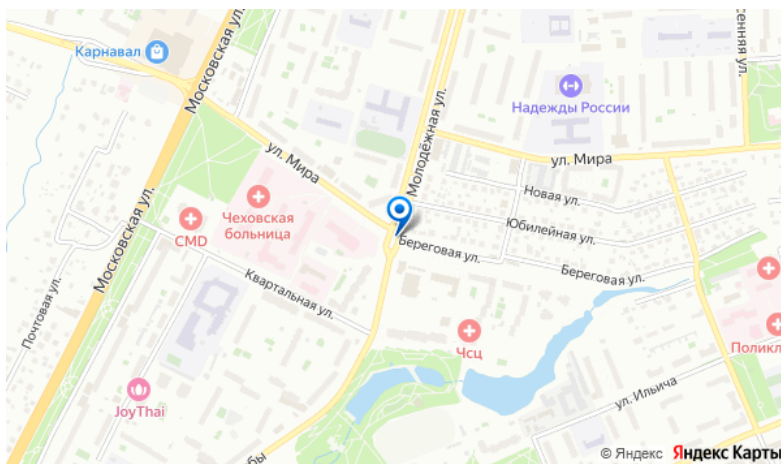 Карнавал
Московская ул.
Молодёжная ул.
Надежды России
ул. Мира
ул. Мира
Новая ул.
Юбилейная ул.
Чеховская
больница
CMD
Береговая ул.
Береговая ул.
Московская ул.
Квартальная ул.
Почтовая ул.
Чсц
Поликл
JoyThai
ул. Ильича
© Яндекс Яндекс Карты